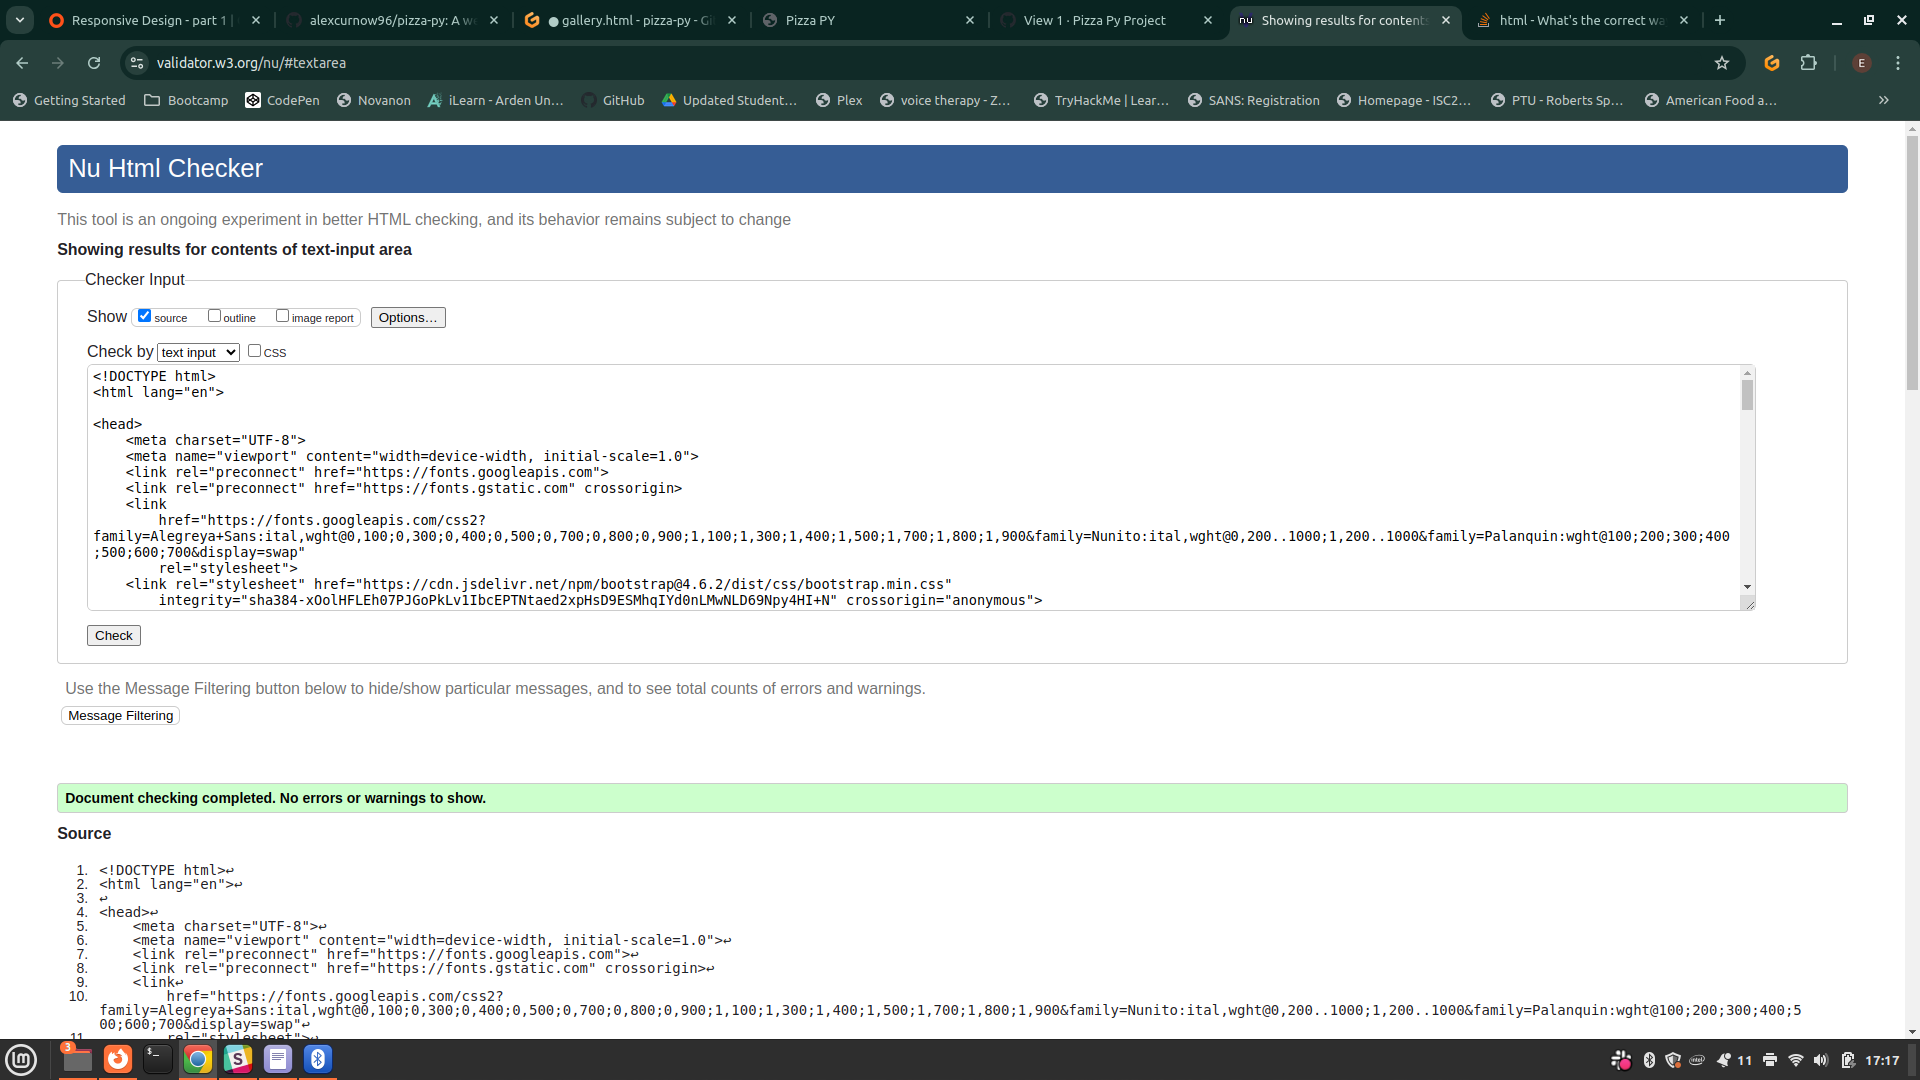 Responsive Design - part 1 |
alexcurnow96/pizza-py: A we
gallery.html - pizza-py - Gi
Pizza PY
View 1 · Pizza Py Project
Showing results for content
html - What's the correct wa
validator.w3.org/nu/#textarea
E
Getting Started
Bootcamp
CodePen
Novanon
iLearn - Arden Un…
GitHub
Updated Student…
Plex
voice therapy - Z…
TryHackMe | Lear…
SANS: Registration
Homepage - ISC2…
PTU - Roberts Sp…
American Food a…
Nu Html Checker
This tool is an ongoing experiment in better HTML checking, and its behavior remains subject to change
Showing results for contents of text-input area
Checker Input
Show source outline image report Options…
Check by text input CSS
<!DOCTYPE html>
<html lang="en">
<head>
<meta charset="UTF-8">
<meta name="viewport" content="width=device-width, initial-scale=1.0">
<link rel="preconnect" href="https://fonts.googleapis.com">
<link rel="preconnect" href="https://fonts.gstatic.com" crossorigin>
<link
href="https://fonts.googleapis.com/css2?
family=Alegreya+Sans:ital,wght@0,100;0,300;0,400;0,500;0,700;0,800;0,900;1,100;1,300;1,400;1,500;1,700;1,800;1,900&family=Nunito:ital,wght@0,200..1000;1,200..1000&family=Palanquin:wght@100;200;300;400
;500;600;700&display=swap"
rel="stylesheet">
<link rel="stylesheet" href="https://cdn.jsdelivr.net/npm/bootstrap@4.6.2/dist/css/bootstrap.min.css"
integrity="sha384-xOolHFLEh07PJGoPkLv1IbcEPTNtaed2xpHsD9ESMhqIYd0nLMwNLD69Npy4HI+N" crossorigin="anonymous">
Check
Use the Message Filtering button below to hide/show particular messages, and to see total counts of errors and warnings.
Message Filtering
Document checking completed. No errors or warnings to show.
Source
1. <!DOCTYPE html>↩
2. <html lang="en">↩
3. ↩
4. <head>↩
5. <meta charset="UTF-8">↩
6. <meta name="viewport" content="width=device-width, initial-scale=1.0">↩
7. <link rel="preconnect" href="https://fonts.googleapis.com">↩
8. <link rel="preconnect" href="https://fonts.gstatic.com" crossorigin>↩
9. <link↩
10. href="https://fonts.googleapis.com/css2?
family=Alegreya+Sans:ital,wght@0,100;0,300;0,400;0,500;0,700;0,800;0,900;1,100;1,300;1,400;1,500;1,700;1,800;1,900&family=Nunito:ital,wght@0,200..1000;1,200..1000&family=Palanquin:wght@100;200;300;400;5
00;600;700&display=swap"↩
11. rel="stylesheet">↩
3
11
17:17